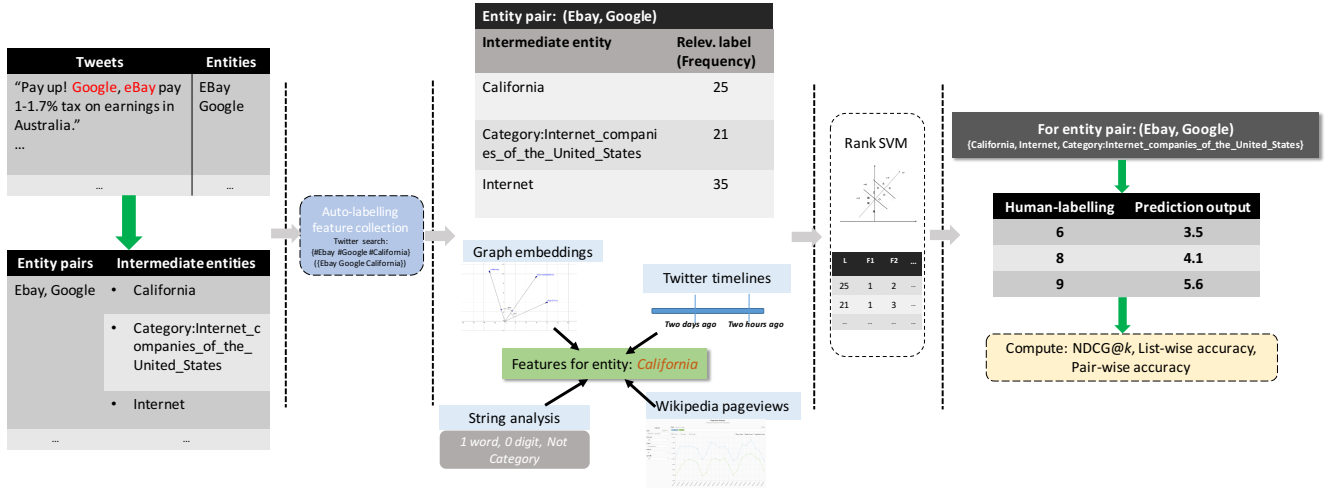 Tweets
Entities
“Pay up! Google, eBay pay
1-1.7% tax on earnings in
Australia.”
…
EBay
Google
…
…
Entity pairs
Intermediate entities
Ebay, Google
• California
• Category:Internet_c
ompanies_of_the_
United_States
• Internet
…
…
Auto-labelling
feature collection
Twitter search:
{#Ebay #Google #California}
({Ebay Google California})
Entity pair: (Ebay, Google)
Intermediate entity
Relev. label
(Frequency)
California
25
Category:Internet_compani
es_of_the_United_States
21
Internet
35
Graph embeddings
Twitter timelines
Two days ago
Two hours ago
Features for entity: California
String analysis
1 word, 0 digit, Not
Category
Wikipedia pageviews
Rank SVM
L F1 F2 ...
25 1 2 ...
21 1 3 ...
... ... ...
For entity pair: (Ebay, Google)
{California, Internet, Category:Internet_companies_of_the_United_States}
Human-labelling Prediction output
6 3.5
8 4.1
9 5.6
Compute: NDCG@k, List-wise accuracy,
Pair-wise accuracy